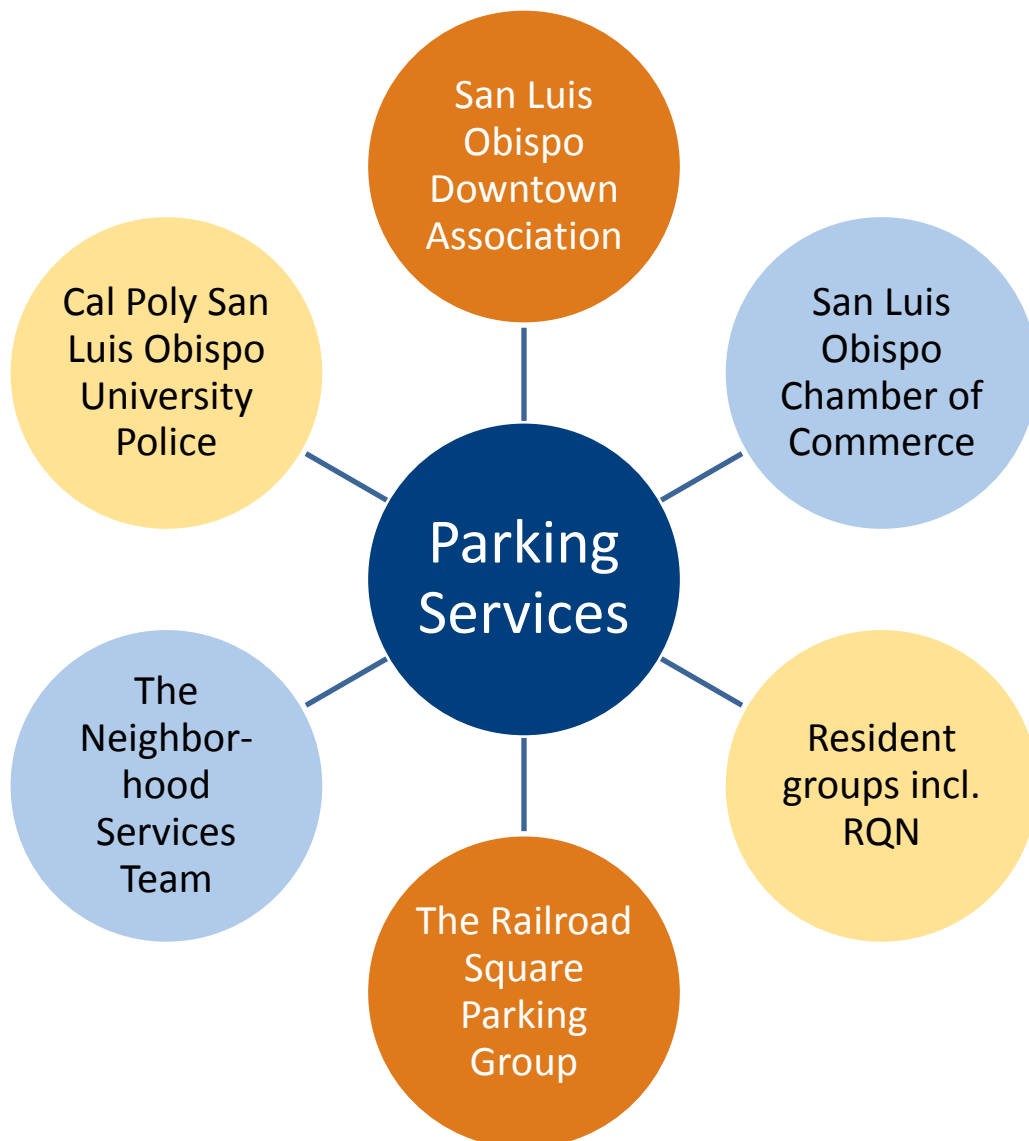 San Luis
Obispo
Downtown
Association
Cal Poly San
Luis Obispo
University
Police
San Luis
Obispo
Chamber of
Commerce
Parking
Services
The
Neighbor-
hood
Services
Team
Resident
groups incl.
RQN
The Railroad
Square
Parking
Group